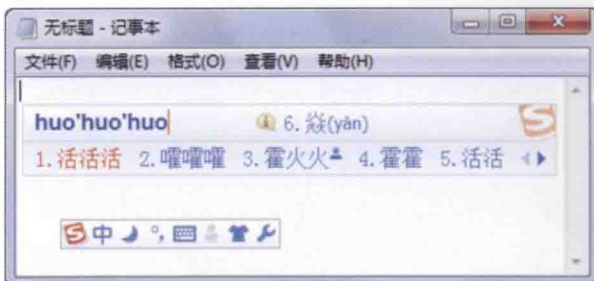 无标题 - 记事本
文件(F) 编辑(E) 格式(O) 查看(V) 帮助(H)
huo'huo'huo 6. 焱(yàn)
1. 活活活 2. 嚯嚯嚯 3. 霍火火 4. 霍霍 5. 活活
中 °,